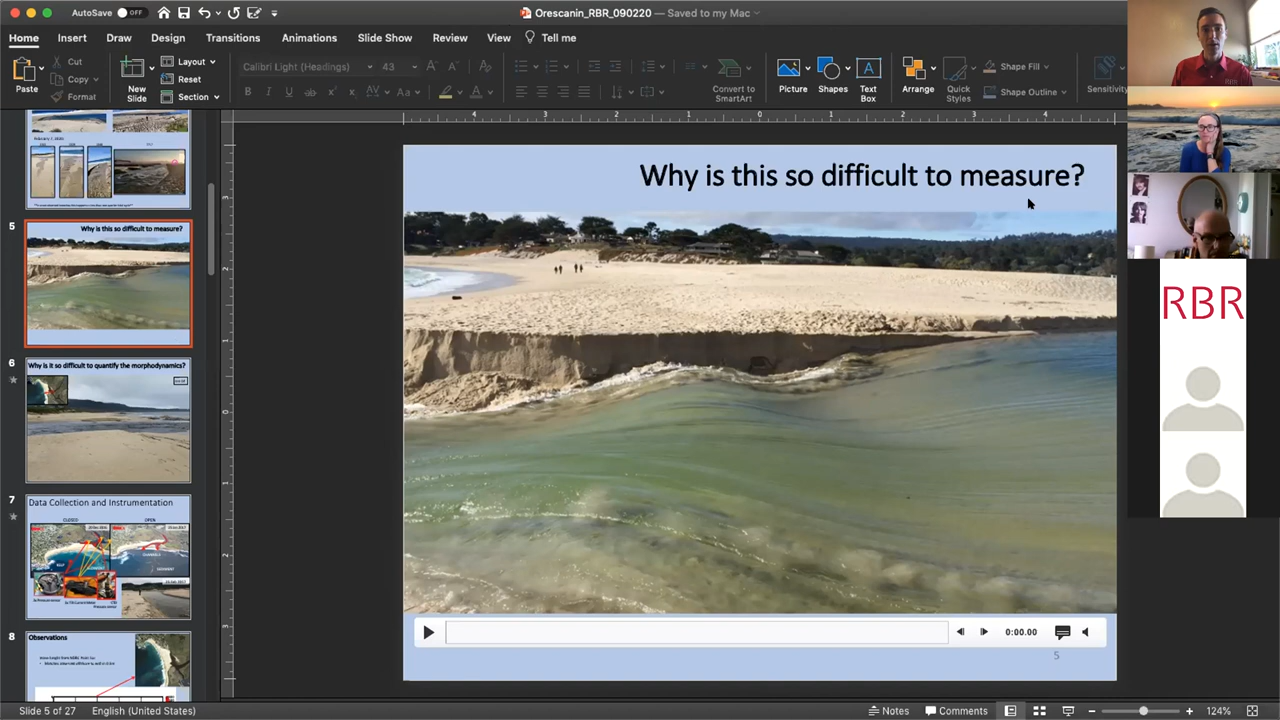 AutoSave OFF
Orescanin_RBR_090220 — Saved to my Mac
Home Insert Draw Design Transitions Animations Slide Show Review View Tell me
Paste
Cut
Copy
Format
New Slide
Layout
Reset
Section
Calibri Light (Headings) 43
Convert to SmartArt
Picture
Shapes
Text Box
Arrange
Quick Styles
Shape Fill
Shape Outline
Sensitivity
5
Why is this so difficult to measure?
6
Why is it so difficult to quantify the morphodynamics?
7
Data Collection and Instrumentation
CLOSED
OPEN
8
Observations
Why is this so difficult to measure?
0:00.00
5
RBR
Slide 5 of 27
English (United States)
Notes
Comments
124%